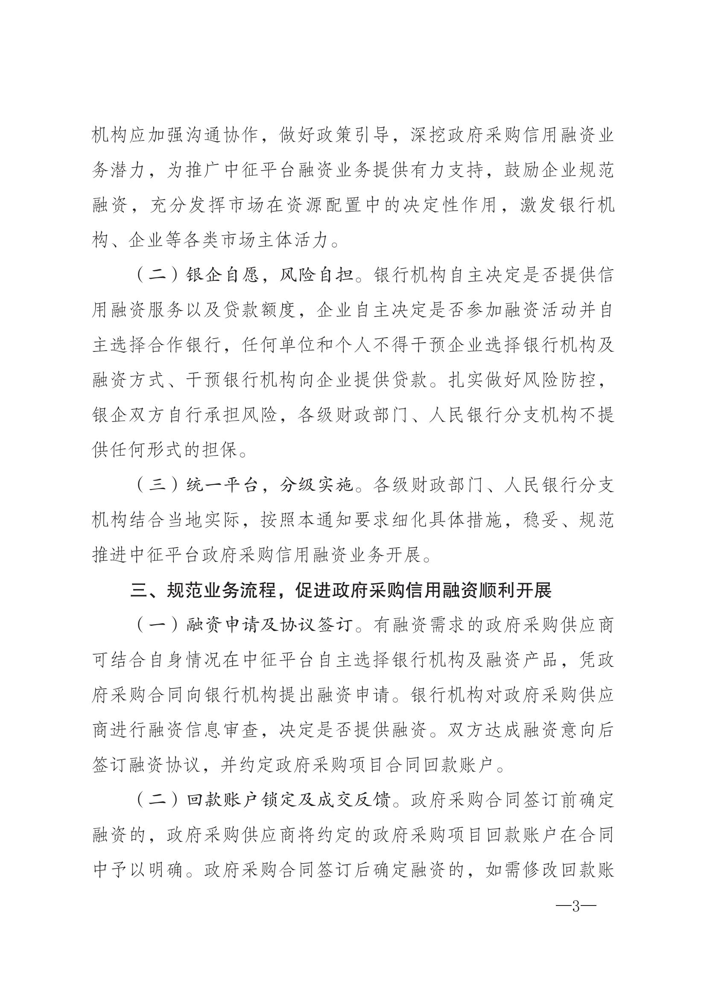 机构应加强沟通协作，做好政策引导，深挖政府采购信用融资业
务潜力，为推广中征平台融资业务提供有力支持，鼓励企业规范
融资，充分发挥市场在资源配置中的决定性作用，激发银行机
构、企业等各类市场主体活力。
（二）银企自愿，风险自担。银行机构自主决定是否提供信
用融资服务以及贷款额度，企业自主决定是否参加融资活动并自
主选择合作银行，任何单位和个人不得干预企业选择银行机构及
融资方式、干预银行机构向企业提供贷款。扎实做好风险防控，
银企双方自行承担风险，各级财政部门、人民银行分支机构不提
供任何形式的担保。
（三）统一平台，分级实施。各级财政部门、人民银行分支
机构结合当地实际，按照本通知要求细化具体措施，稳妥、规范
推进中征平台政府采购信用融资业务开展。
三、规范业务流程，促进政府采购信用融资顺利开展
（一）融资申请及协议签订。有融资需求的政府采购供应商
可结合自身情况在中征平台自主选择银行机构及融资产品，凭政
府采购合同向银行机构提出融资申请。银行机构对政府采购供应
商进行融资信息审查，决定是否提供融资。双方达成融资意向后
签订融资协议，并约定政府采购项目合同回款账户。
（二）回款账户锁定及成交反馈。政府采购合同签订前确定
融资的，政府采购供应商将约定的政府采购项目回款账户在合同
中予以明确。政府采购合同签订后确定融资的，如需修改回款账
—3—